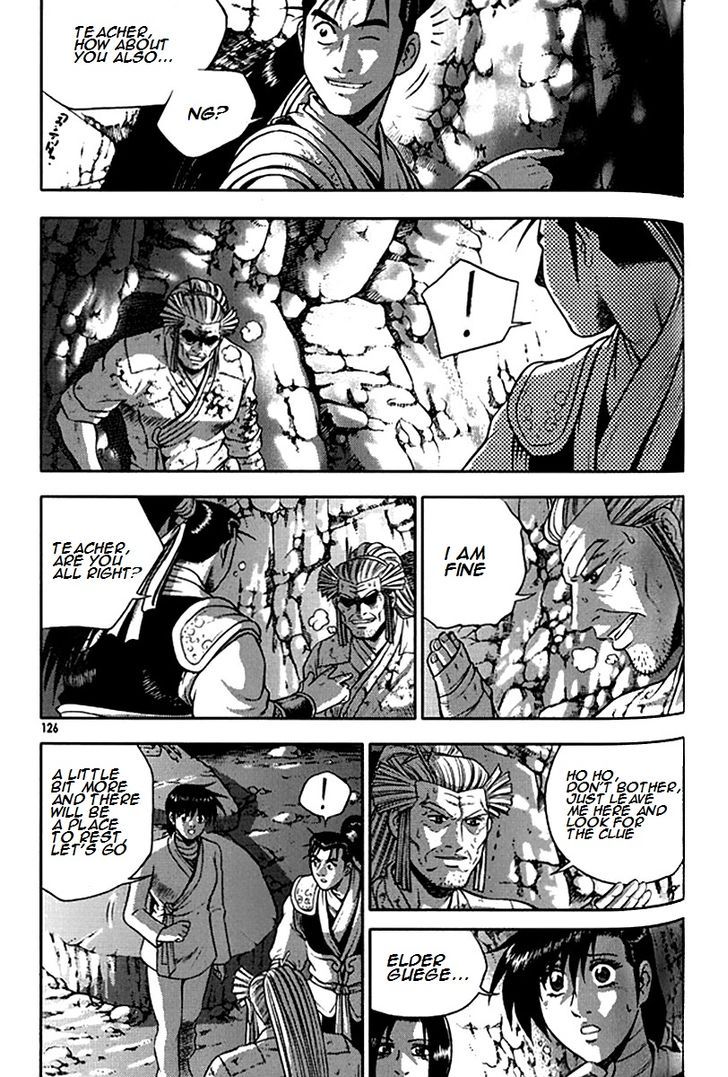 TEACHER,
HOW ABOUT
YOU ALSO...
NG?
!
TEACHER,
ARE YOU
ALL RIGHT?
I AM
FINE
126
A LITTLE
BIT MORE
AND THERE
WILL BE
A PLACE
TO REST,
LET'S GO
!
HO HO,
DON'T BOTHER,
JUST LEAVE
ME HERE AND
LOOK FOR
THE CLUE
ELDER
GUEGE...